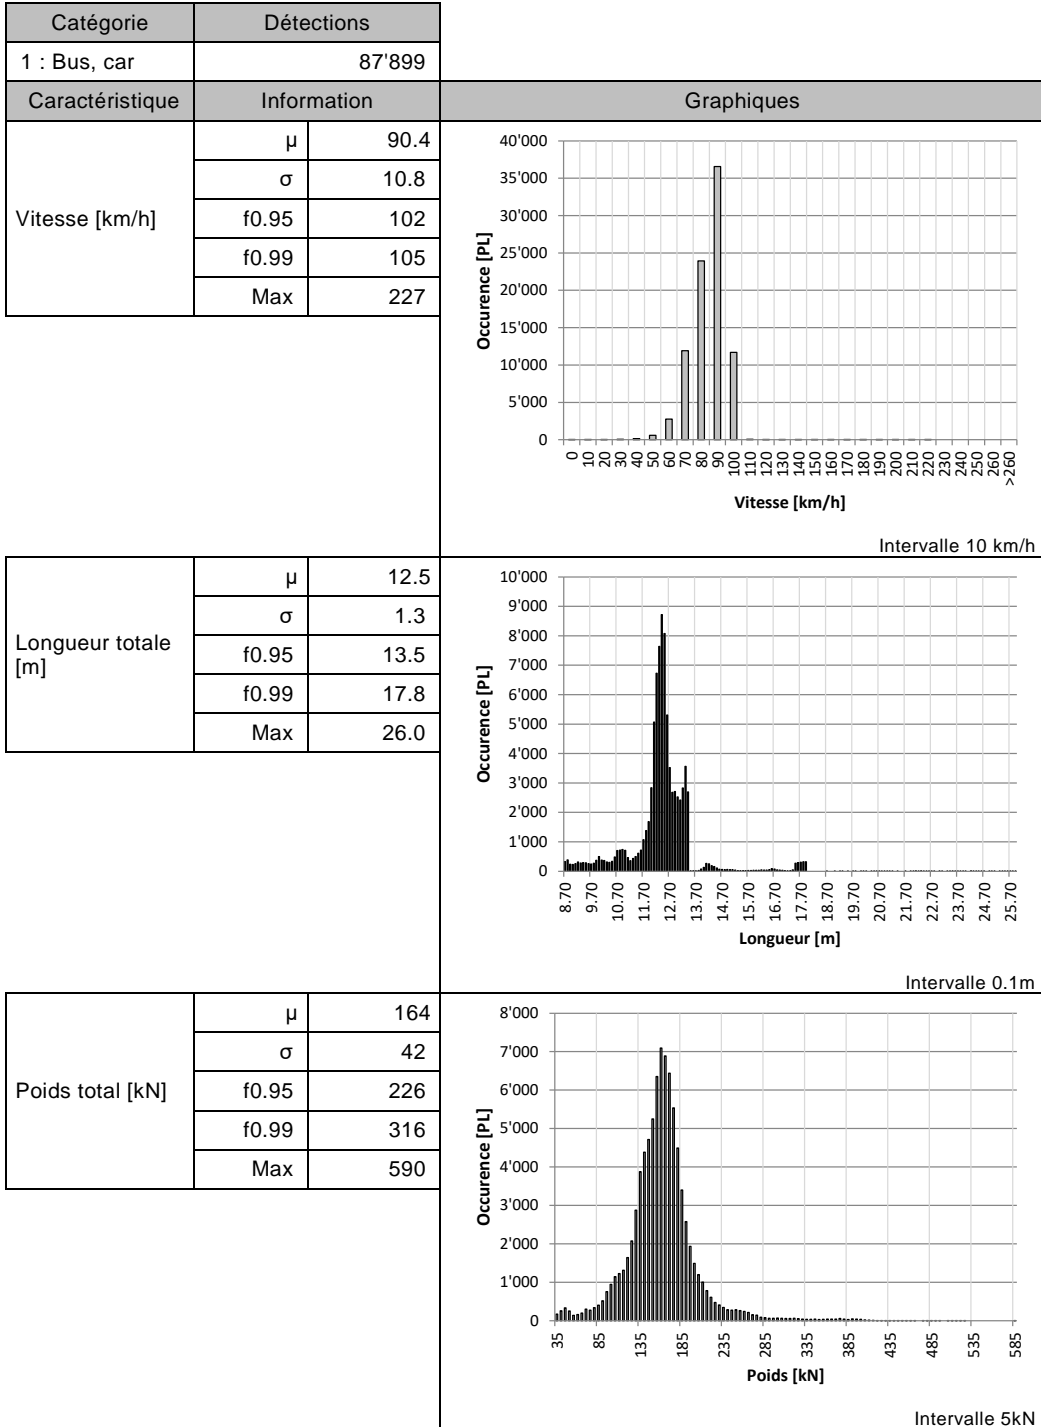 Catégorie Détections
1 : Bus, car 87'899
Caractéristique Information Graphiques
Vitesse [km/h]
µ 90.4
σ 10.8
f0.95 102
f0.99 105
Max 227
40'000
35'000
30'000
25'000
20'000
15'000
10'000
5'000
0
Occurence [PL]
0 10 20 30 40 50 60 70 80 90 100 110 120 130 140 150 160 170 180 190 200 210 220 230 240 250 260 >260
Vitesse [km/h]
Intervalle 10 km/h
Longueur totale
[m]
µ 12.5
σ 1.3
f0.95 13.5
f0.99 17.8
Max 26.0
10'000
9'000
8'000
7'000
6'000
5'000
4'000
3'000
2'000
1'000
0
Occurence [PL]
8.70 9.70 10.70 11.70 12.70 13.70 14.70 15.70 16.70 17.70 18.70 19.70 20.70 21.70 22.70 23.70 24.70 25.70
Longueur [m]
Intervalle 0.1m
Poids total [kN]
µ 164
σ 42
f0.95 226
f0.99 316
Max 590
8'000
7'000
6'000
5'000
4'000
3'000
2'000
1'000
0
Occurence [PL]
35 85 135 185 235 285 335 385 435 485 535 585
Poids [kN]
Intervalle 5kN